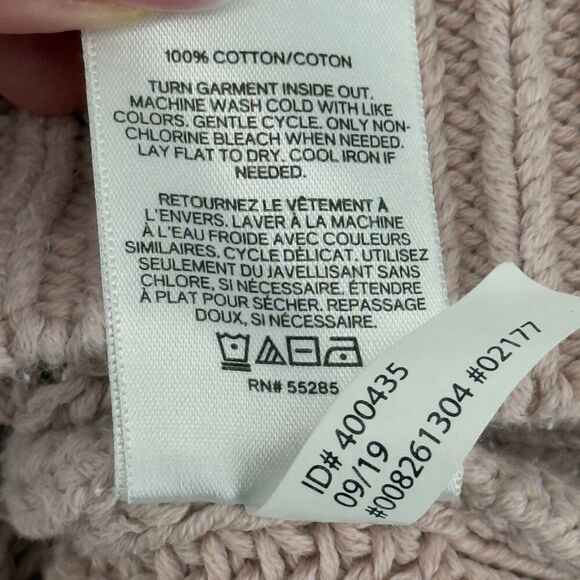 100% COTTON/COTON
TURN GARMENT INSIDE OUT.
MACHINE WASH COLD WITH LIKE
COLORS. GENTLE CYCLE. ONLY NON-
CHLORINE BLEACH WHEN NEEDED.
LAY FLAT TO DRY. COOL IRON IF
NEEDED.
RETOURNEZ LE VÊTEMENT À
L'ENVERS. LAVER À LA MACHINE
À L'EAU FROIDE AVEC COULEURS
SIMILAIRES. CYCLE DÉLICAT. UTILISEZ
SEULEMENT DU JAVELLISANT SANS
CHLORE, SI NÉCESSAIRE. ÉTENDRE
À PLAT POUR SÉCHER. REPASSAGE
DOUX, SI NÉCESSAIRE.
RN# 55285
ID# 400435
09/19
#008261304 #02177